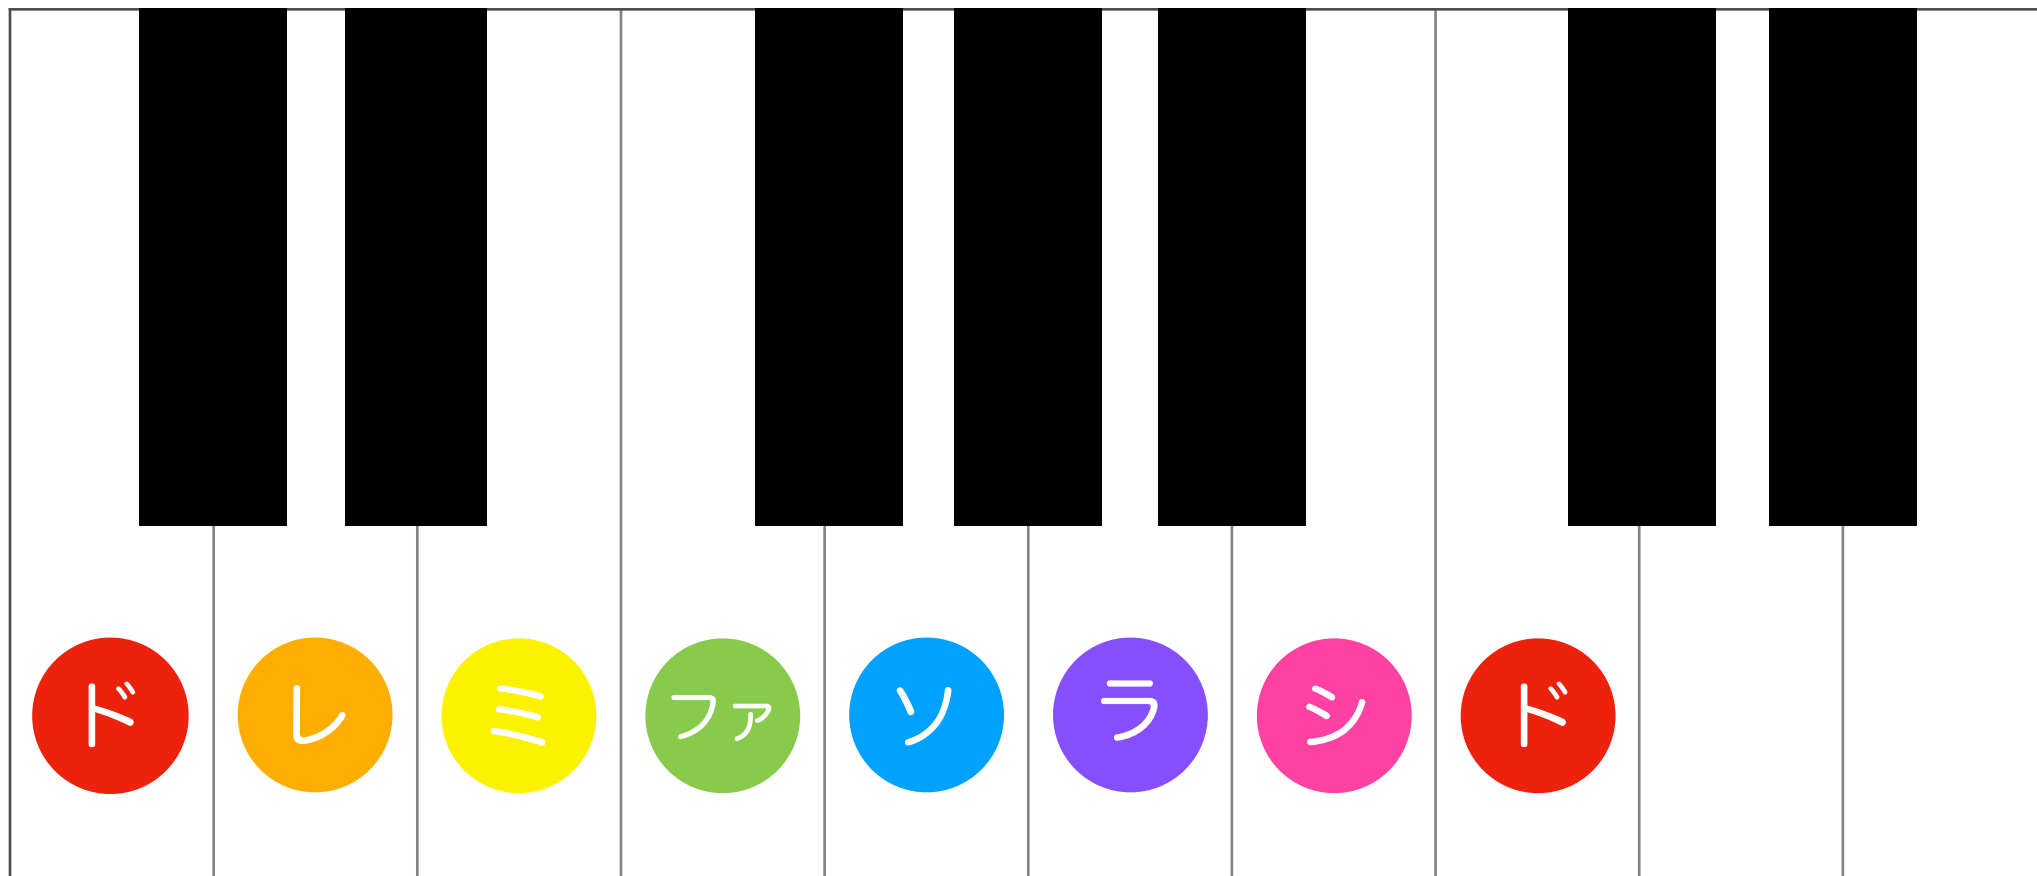 ド レ ミ ファ ソ ラ シ ド